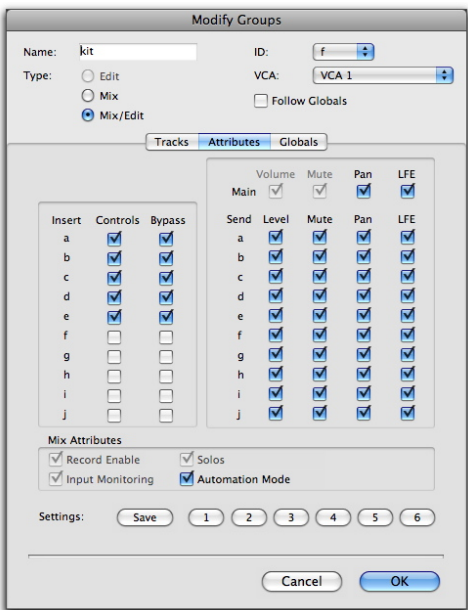 Modify Groups
Name: kit ID: f
Type: Edit VCA: VCA 1
Mix Follow Globals
Mix/Edit
Tracks Attributes Globals
Volume Mute Pan LFE
Main
Insert Controls Bypass Send Level Mute Pan LFE
a a
b b
c c
d d
e e
f f
g g
h h
i i
j j
Mix Attributes
Record Enable Solos
Input Monitoring Automation Mode
Settings: Save 1 2 3 4 5 6
Cancel OK